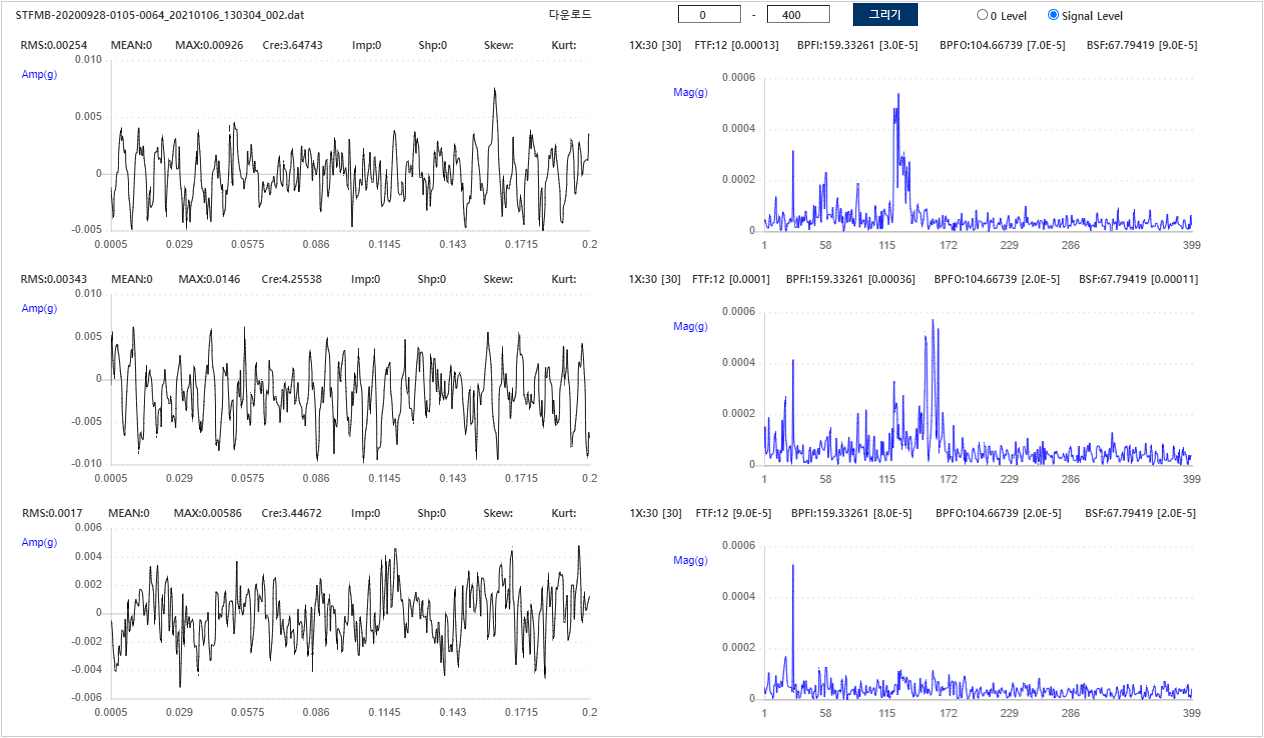 STFMB-20200928-0105-0064_20210106_130304_002.dat 다운로드 0 - 400 그리기 0 Level Signal Level
RMS:0.00254 MEAN:0 MAX:0.00926 Cre:3.64743 Imp:0 Shp:0 Skew: Kurt:
Amp(g)
0.010
0.005
0
-0.005
0.0005 0.029 0.0575 0.086 0.1145 0.143 0.1715 0.2
1X:30 [30] FTF:12 [0.00013] BPFI:159.33261 [3.0E-5] BPFO:104.66739 [7.0E-5] BSF:67.79419 [9.0E-5]
Mag(g)
0.0006
0.0004
0.0002
0
1 58 115 172 229 286 399
RMS:0.00343 MEAN:0 MAX:0.0146 Cre:4.25538 Imp:0 Shp:0 Skew: Kurt:
Amp(g)
0.010
0.005
0
-0.005
-0.010
0.0005 0.029 0.0575 0.086 0.1145 0.143 0.1715 0.2
1X:30 [30] FTF:12 [0.0001] BPFI:159.33261 [0.00036] BPFO:104.66739 [2.0E-5] BSF:67.79419 [0.00011]
Mag(g)
0.0006
0.0004
0.0002
0
1 58 115 172 229 286 399
RMS:0.0017 MEAN:0 MAX:0.00586 Cre:3.44672 Imp:0 Shp:0 Skew: Kurt:
Amp(g)
0.006
0.004
0.002
0
-0.002
-0.004
-0.006
0.0005 0.029 0.0575 0.086 0.1145 0.143 0.1715 0.2
1X:30 [30] FTF:12 [9.0E-5] BPFI:159.33261 [8.0E-5] BPFO:104.66739 [2.0E-5] BSF:67.79419 [2.0E-5]
Mag(g)
0.0006
0.0004
0.0002
0
1 58 115 172 229 286 399